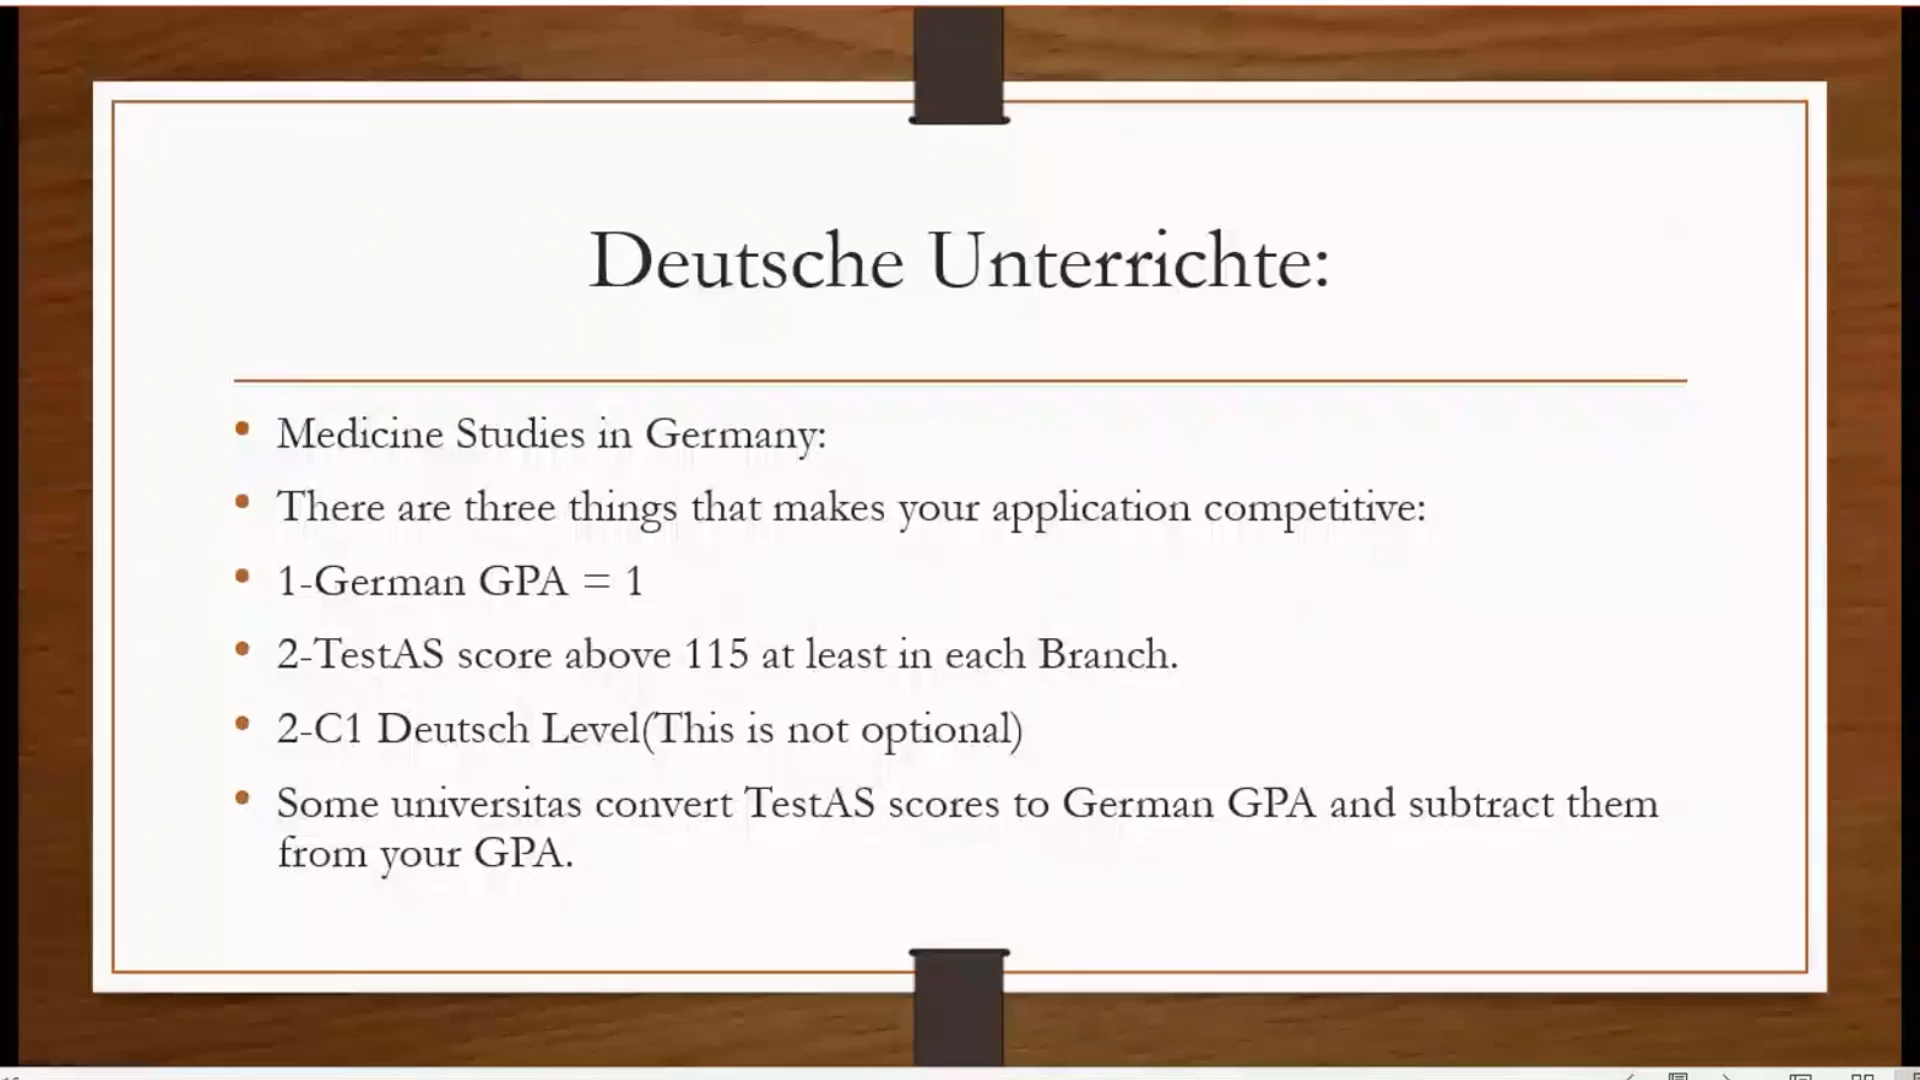 Deutsche Unterrichte:
• Medicine Studies in Germany:
• There are three things that makes your application competitive:
• 1-German GPA = 1
• 2-TestAS score above 115 at least in each Branch.
• 2-C1 Deutsch Level(This is not optional)
• Some universitas convert TestAS scores to German GPA and subtract them
from your GPA.